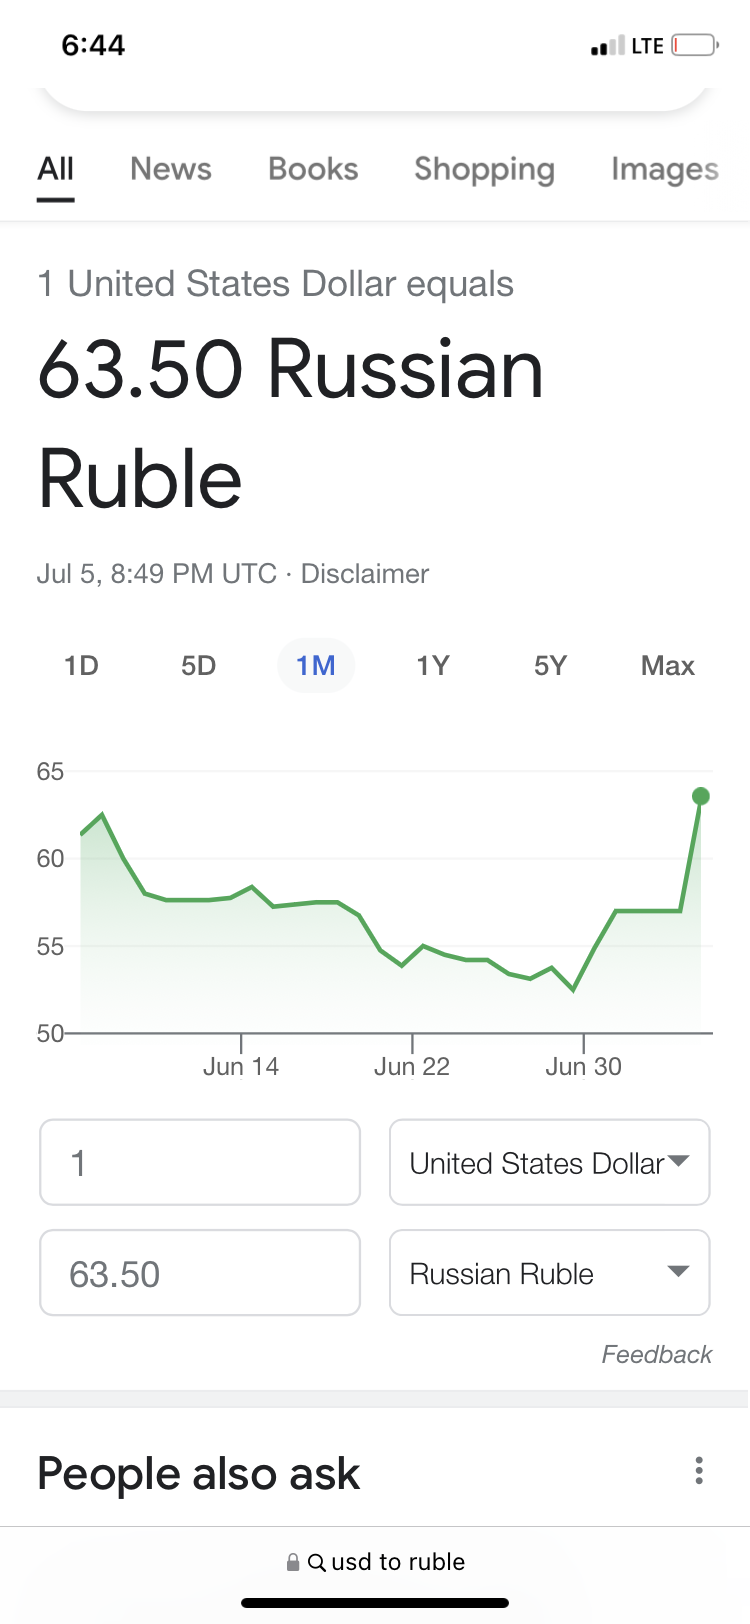 6:44 LTE
All News Books Shopping Images
1 United States Dollar equals
63.50 Russian
Ruble
Jul 5, 8:49 PM UTC · Disclaimer
1D 5D 1M 1Y 5Y Max
65
60
55
50
Jun 14 Jun 22 Jun 30
1 United States Dollar
63.50 Russian Ruble
Feedback
People also ask
usd to ruble